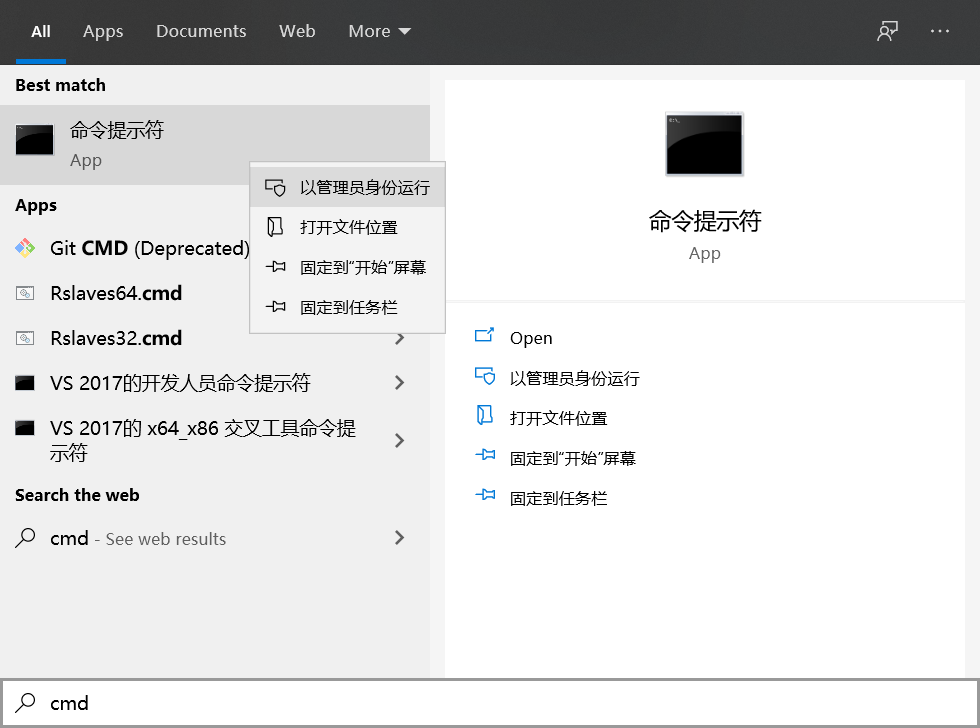 All Apps Documents Web More
Best match
命令提示符
App
以管理员身份运行
打开文件位置
固定到“开始”屏幕
固定到任务栏
Apps
Git CMD (Deprecated)
Rslaves64.cmd
Rslaves32.cmd
VS 2017的开发人员命令提示符
VS 2017的 x64_x86 交叉工具命令提
示符
Search the web
cmd - See web results
命令提示符
App
Open
以管理员身份运行
打开文件位置
固定到“开始”屏幕
固定到任务栏
cmd